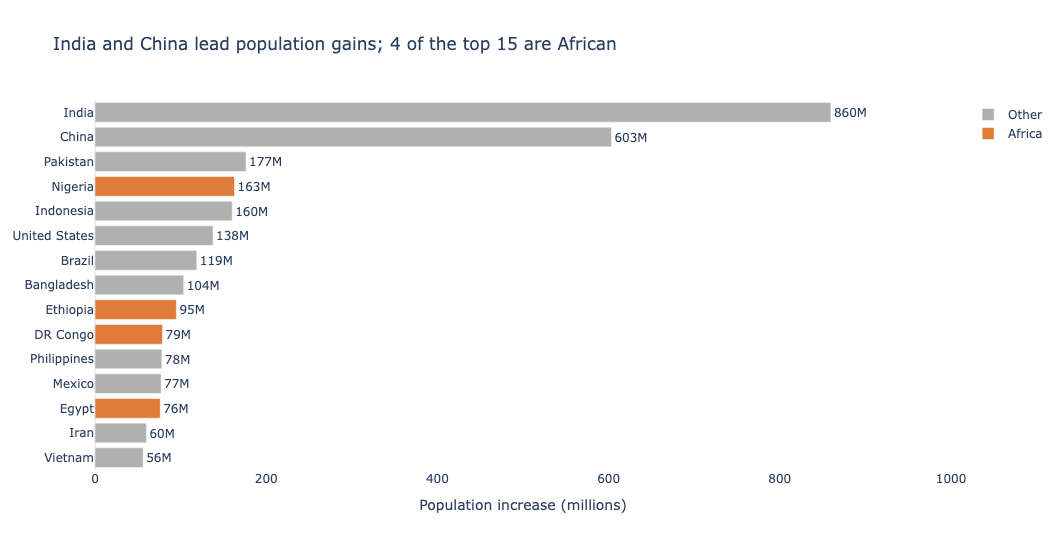 India and China lead population gains; 4 of the top 15 are African
India 860M
China 603M
Pakistan 177M
Nigeria 163M
Indonesia 160M
United States 138M
Brazil 119M
Bangladesh 104M
Ethiopia 95M
DR Congo 79M
Philippines 78M
Mexico 77M
Egypt 76M
Iran 60M
Vietnam 56M
0 200 400 600 800 1000
Population increase (millions)
Other
Africa